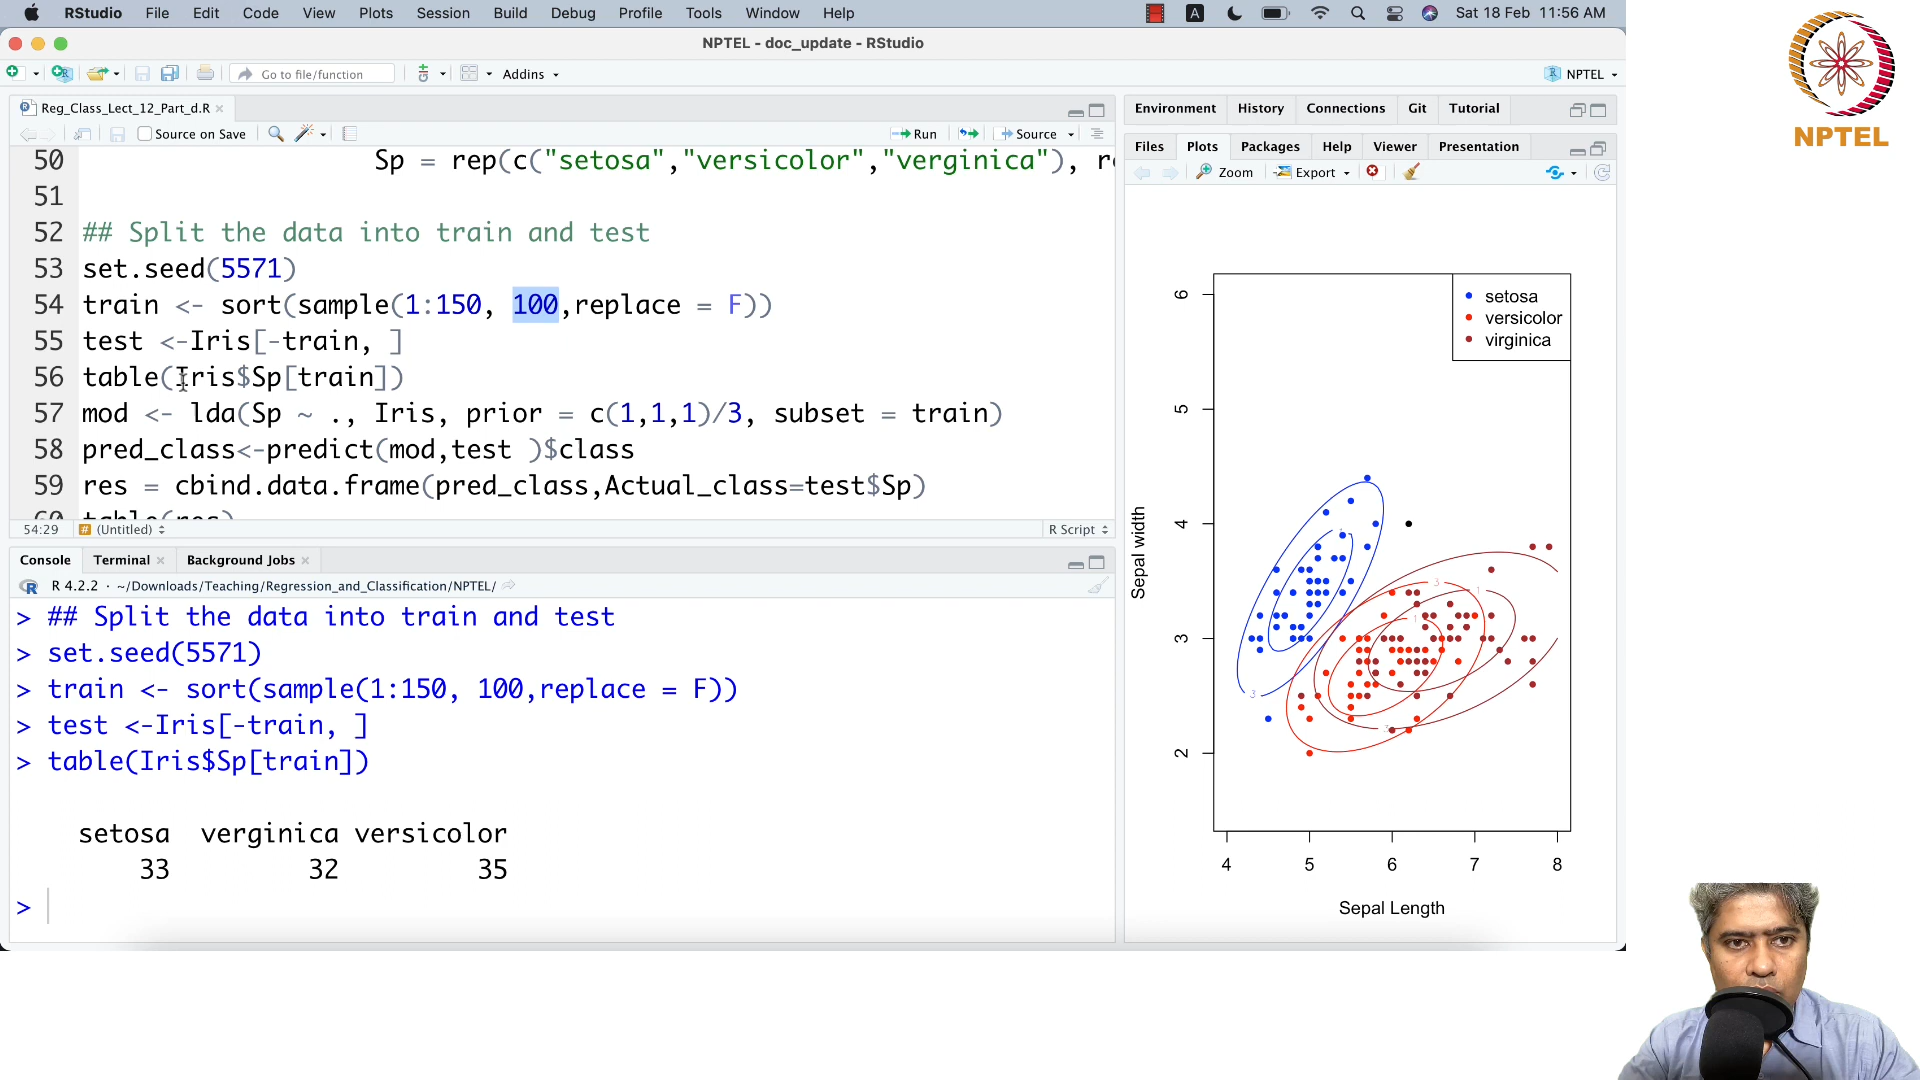 RStudio File Edit Code View Plots Session Build Debug Profile Tools Window Help A Sat 18 Feb 11:56 AM
NPTEL - doc_update - RStudio
Go to file/function Addins NPTEL
Reg_Class_Lect_12_Part_d.R
Source on Save Run Source
50 Sp = rep(c("setosa","versicolor","verginica"), re
51
52 ## Split the data into train and test
53 set.seed(5571)
54 train <- sort(sample(1:150, 100,replace = F))
55 test <-Iris[-train, ]
56 table(Iris$Sp[train])
57 mod <- lda(Sp ~ ., Iris, prior = c(1,1,1)/3, subset = train)
58 pred_class<-predict(mod,test )$class
59 res = cbind.data.frame(pred_class,Actual_class=test$Sp)
60 table(res)
54:29 (Untitled) R Script
Console Terminal Background Jobs
R 4.2.2 · ~/Downloads/Teaching/Regression_and_Classification/NPTEL/
> ## Split the data into train and test
> set.seed(5571)
> train <- sort(sample(1:150, 100,replace = F))
> test <-Iris[-train, ]
> table(Iris$Sp[train])
setosa verginica versicolor
33 32 35
>
Environment History Connections Git Tutorial
Files Plots Packages Help Viewer Presentation
Zoom Export
setosa
versicolor
virginica
Sepal width
6
5
4
3
2
3
3
1
1
3
4 5 6 7 8
Sepal Length
NPTEL